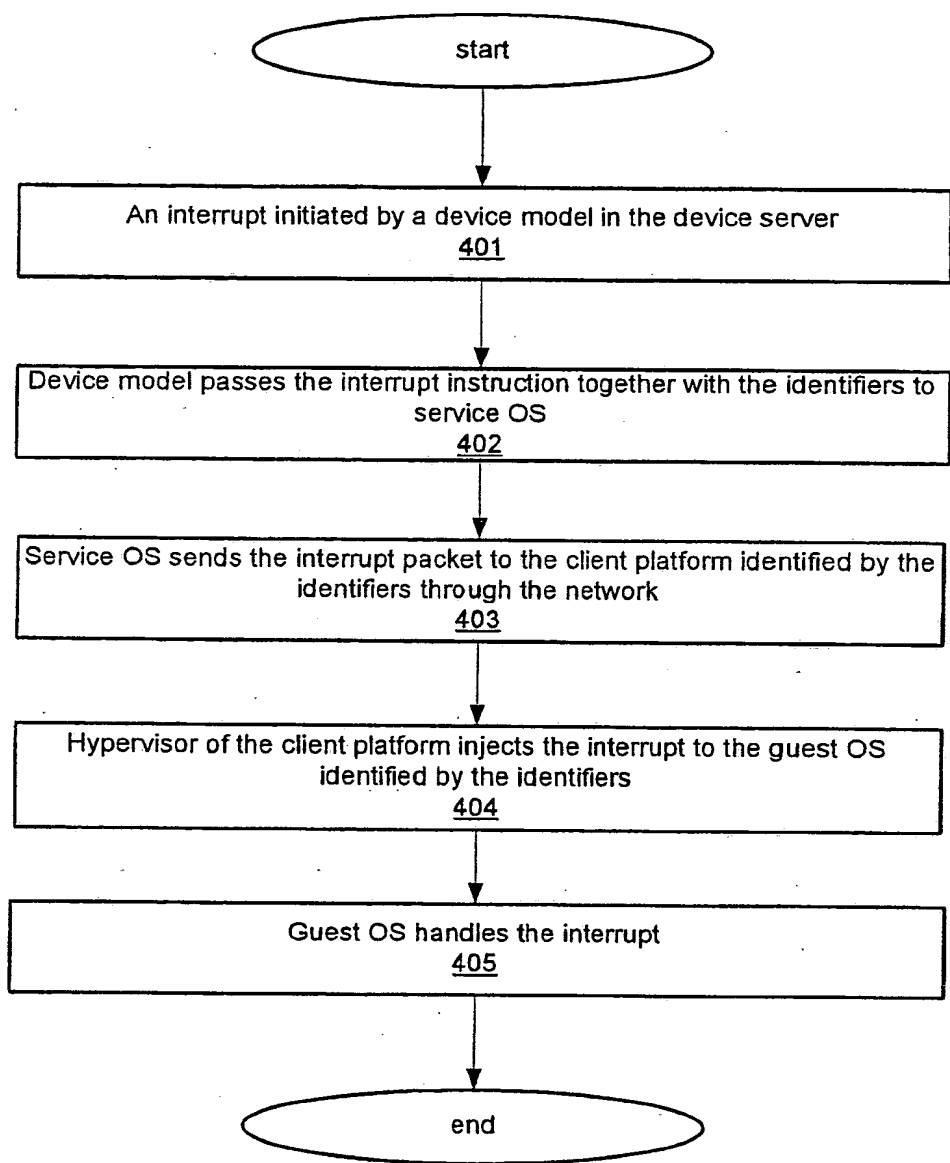 start
An interrupt initiated by a device model in the device server
401
Device model passes the interrupt instruction together with the identifiers to
service OS
402
Service OS sends the interrupt packet to the client platform identified by the
identifiers through the network
403
Hypervisor of the client platform injects the interrupt to the guest OS
identified by the identifiers
404
Guest OS handles the interrupt
405
end